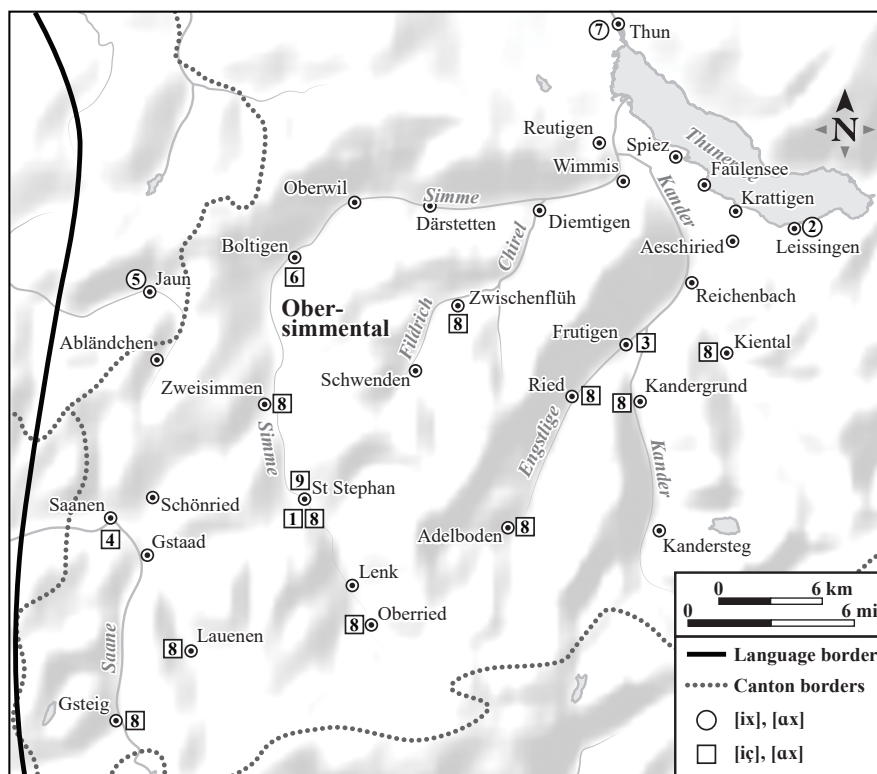 7
Thun
N
Reutigen
Spiez
Thuner
Wimmis
Faulensee
Oberwil
Simme
Kander
Krattigen
Därstetten
Chirel
Diemtigen
2
Leissingen
Aeschiried
Boltigen
6
5
Jaun
Reichenbach
Ober-
simmental
Zwischenflüh
8
Fildrich
Abländchen
Frutigen
3
8
Kiental
Schwenden
Zweisimmen
8
Ried
8
8
Kandergrund
Simme
Engstlige
Kander
9
St Stephan
1
8
Saanen
4
Schönried
Gstaad
Adelboden
8
Kandersteg
Lenk
8
Oberried
Saane
8
Lauenen
Gsteig
8
0
6 km
0
6 mi
Language border
Canton borders
[ix], [ɑx]
[iç], [ɑx]